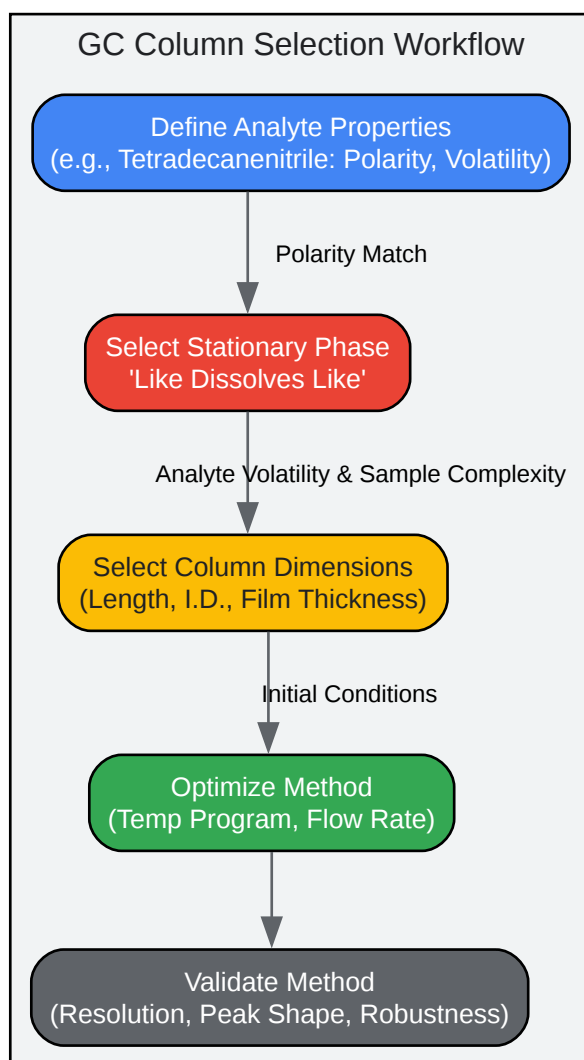 GC Column Selection Workflow
Define Analyte Properties
(e.g., Tetradecanenitrile: Polarity, Volatility)
Polarity Match
Select Stationary Phase
'Like Dissolves Like'
Analyte Volatility & Sample Complexity
Select Column Dimensions
(Length, I.D., Film Thickness)
Initial Conditions
Optimize Method
(Temp Program, Flow Rate)
Validate Method
(Resolution, Peak Shape, Robustness)